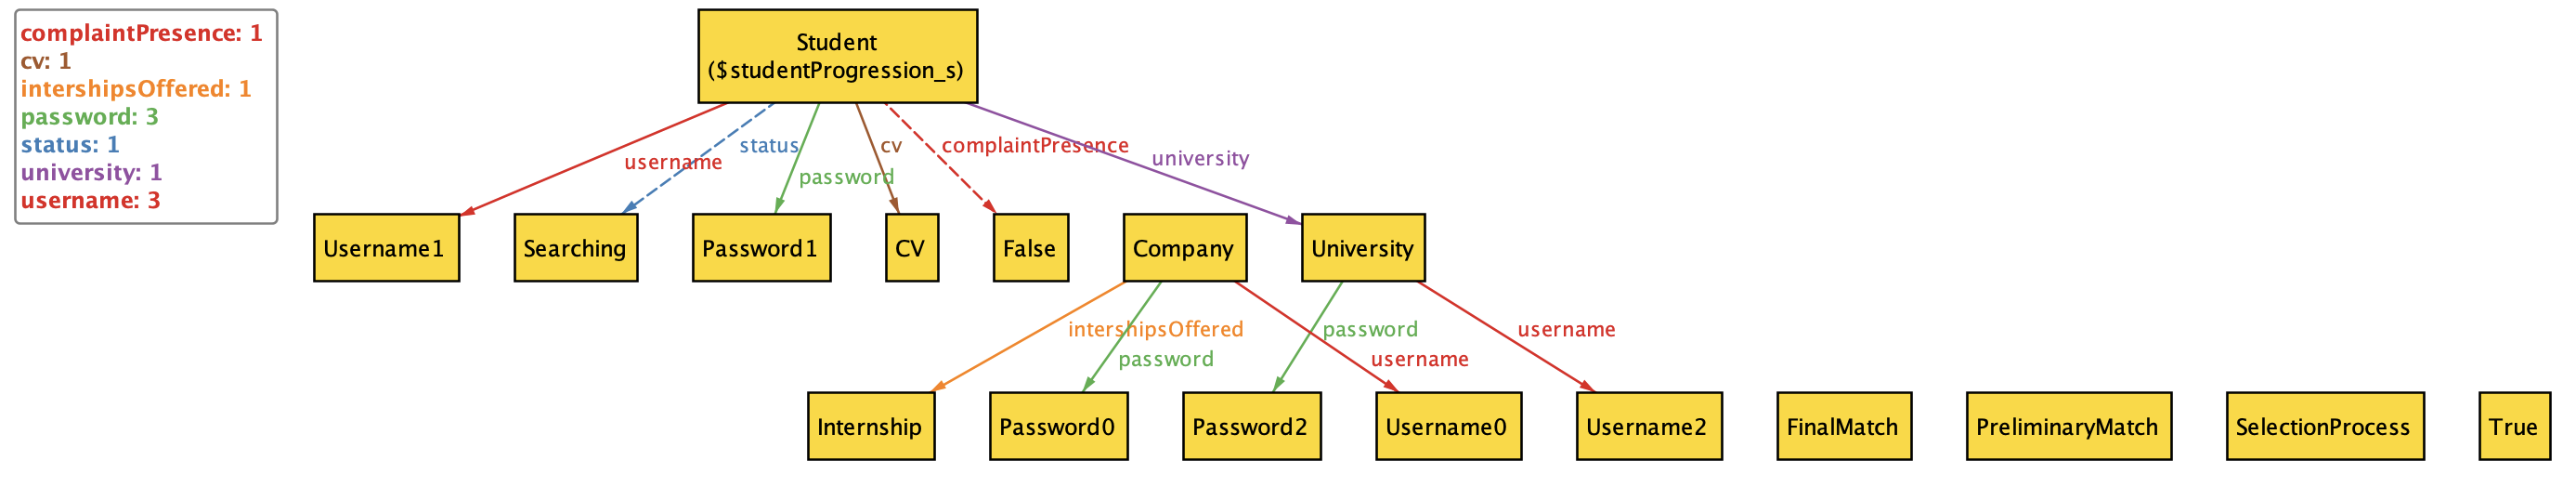 complaintPresence: 1
cv: 1
intershipsOffered: 1
password: 3
status: 1
university: 1
username: 3
Student
($studentProgression_s)
username
status
password
cv
complaintPresence
university
Username1
Searching
Password1
CV
False
Company
University
intershipsOffered
password
username
password
username
Internship
Password0
Password2
Username0
Username2
FinalMatch
PreliminaryMatch
SelectionProcess
True